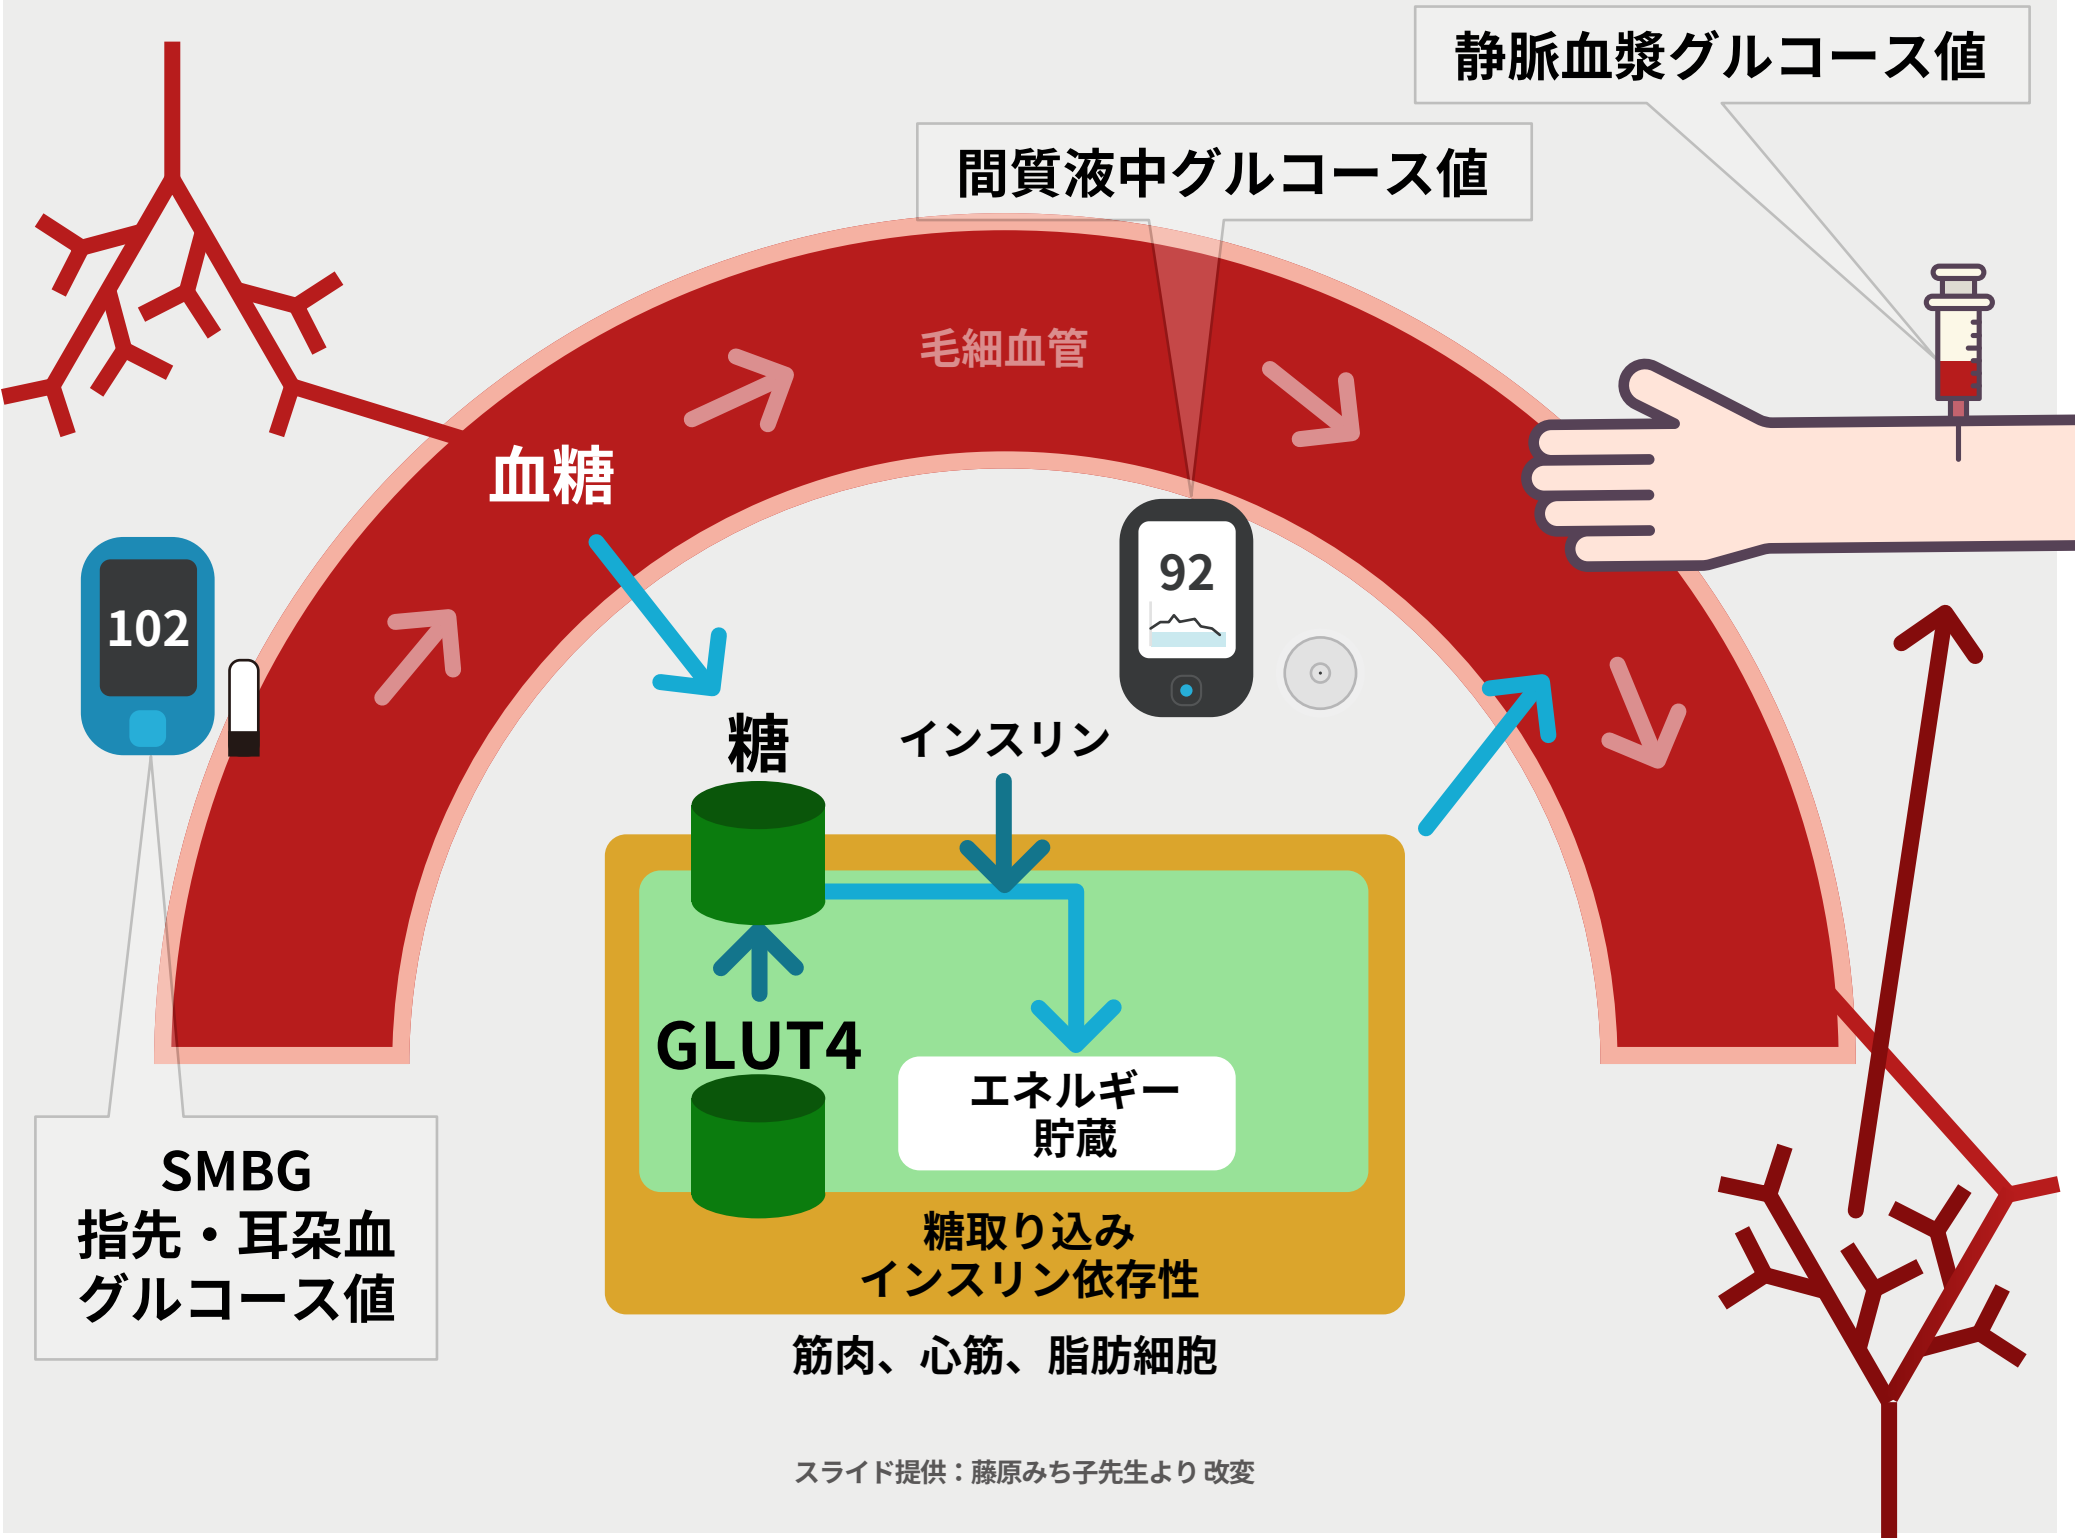 静脈血漿グルコース値
間質液中グルコース値
毛細血管
血糖
92
102
糖
インスリン
GLUT4
エネルギー
貯蔵
SMBG
指先・耳朶血
グルコース値
糖取り込み
インスリン依存性
筋肉、心筋、脂肪細胞
スライド提供：藤原みち子先生より 改変